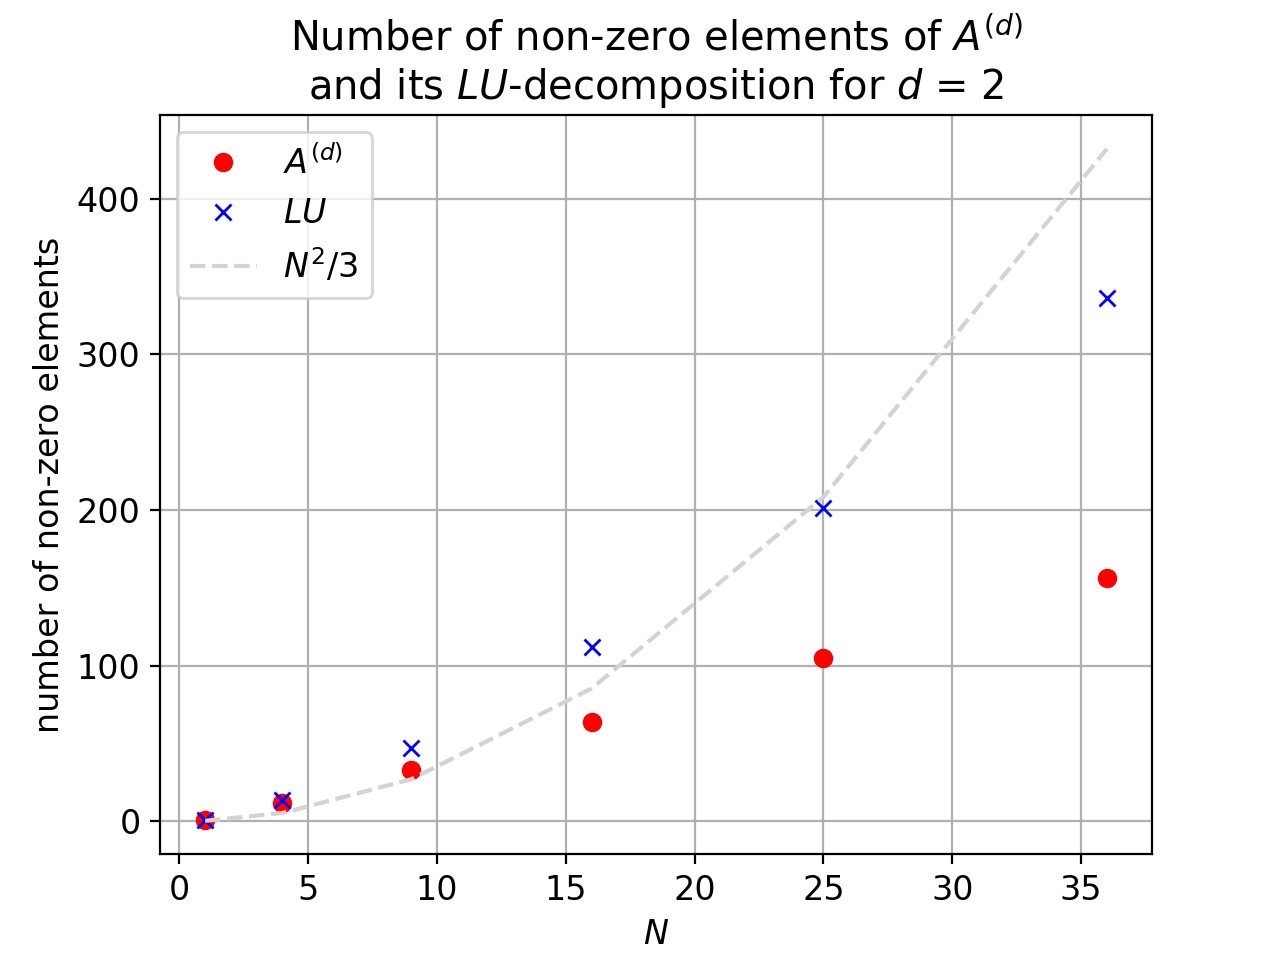 Number of non-zero elements of A^(d)
and its LU-decomposition for d = 2
A^(d)
LU
N^2/3
number of non-zero elements
400
300
200
100
0
0 5 10 15 20 25 30 35
N